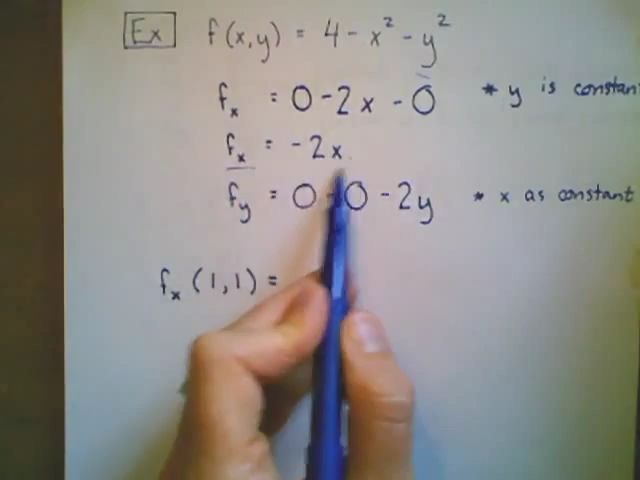 Ex f(x,y) = 4 - x² - y²
fx = 0 - 2x - 0 * y is constant
fx = -2x
fy = 0 - 0 - 2y * x as constant
fx (1,1) =